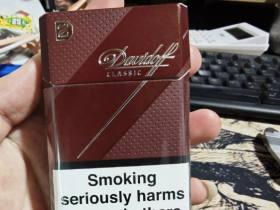 D
Davidoff
CLASSIC
Smoking
seriously harms